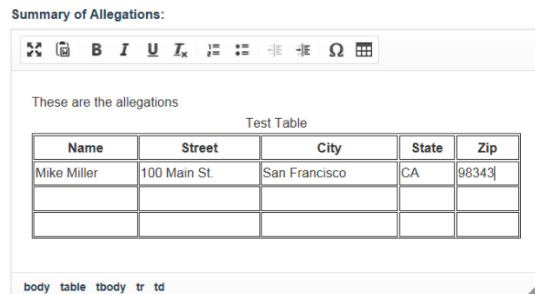 Summary of Allegations:
B I U Ix Ω
These are the allegations
Test Table
Name Street City State Zip
Mike Miller 100 Main St. San Francisco CA 98343
body table tbody tr td